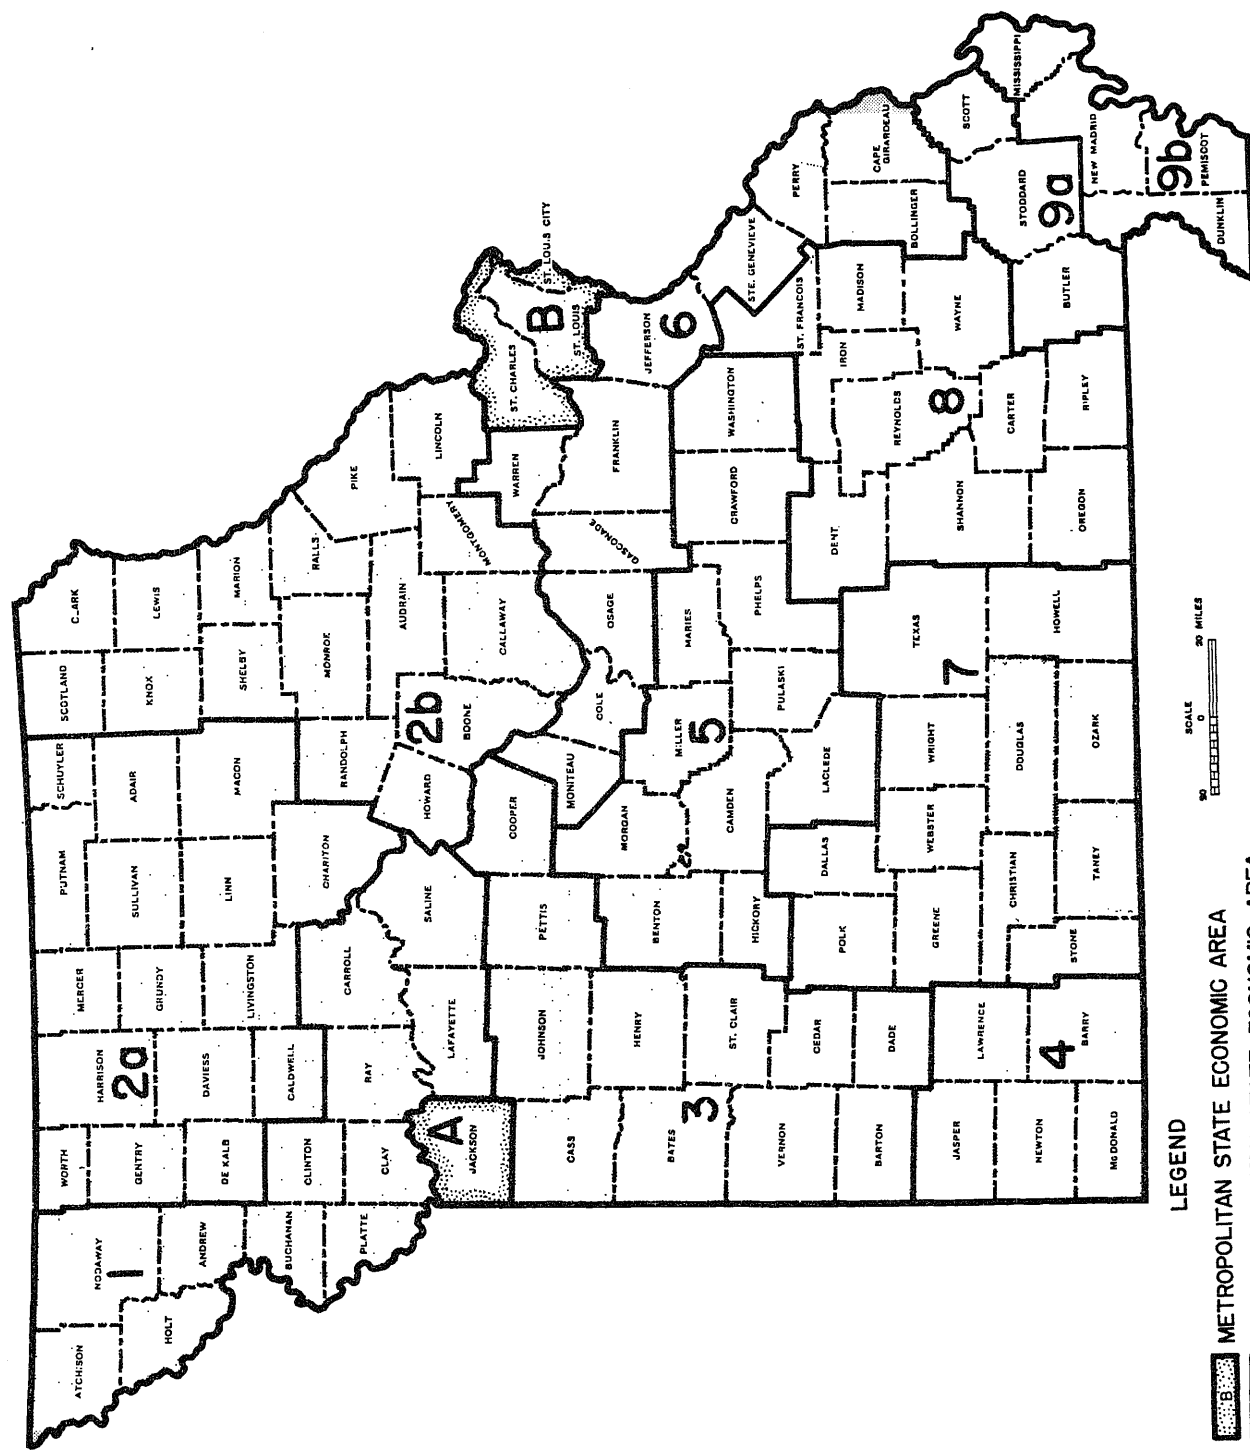 ATCHISON
NODAWAY
1
HOLT
ANDREW
BUCHANAN
PLATTE
WORTH
GENTRY
DE KALB
CLINTON
CLAY
HARRISON
2a
DAVIESS
CALDWELL
RAY
MERCER
GRUNDY
LIVINGSTON
CARROLL
PUTNAM
SULLIVAN
LINN
CHARITON
SCHUYLER
ADAIR
MACON
RANDOLPH
HOWARD
SCOTLAND
KNOX
SHELBY
MONROE
2b
BOONE
CLARK
LEWIS
MARION
RALLS
AUDRAIN
CALLAWAY
PIKE
MONTGOMERY
LINCOLN
WARREN
ST. CHARLES
B
ST. LOUIS
ST. LOUIS CITY
A
JACKSON
LAFAYETTE
SALINE
COOPER
MONITEAU
COLE
OSAGE
GASCONADE
FRANKLIN
JEFFERSON
6
CASS
JOHNSON
PETTIS
MORGAN
MILLER
5
MARIES
BATES
3
HENRY
BENTON
CAMDEN
PULASKI
PHELPS
CRAWFORD
WASHINGTON
STE. GENEVIEVE
ST. FRANCOIS
PERRY
VERNON
ST. CLAIR
HICKORY
DALLAS
LACLEDE
DENT
IRON
MADISON
BOLLINGER
CAPE
GIRARDEAU
BARTON
CEDAR
DADE
POLK
WEBSTER
WRIGHT
TEXAS
7
SHANNON
REYNOLDS
8
WAYNE
SCOTT
MISSISSIPPI
JASPER
LAWRENCE
GREENE
CHRISTIAN
DOUGLAS
HOWELL
CARTER
BUTLER
STODDARD
9a
NEW MADRID
NEWTON
4
BARRY
STONE
TANEY
OZARK
OREGON
RIPLEY
McDONALD
DUNKLIN
9b
PEMISCOT
SCALE
20 0 20 MILES
LEGEND
B METROPOLITAN STATE ECONOMIC AREA